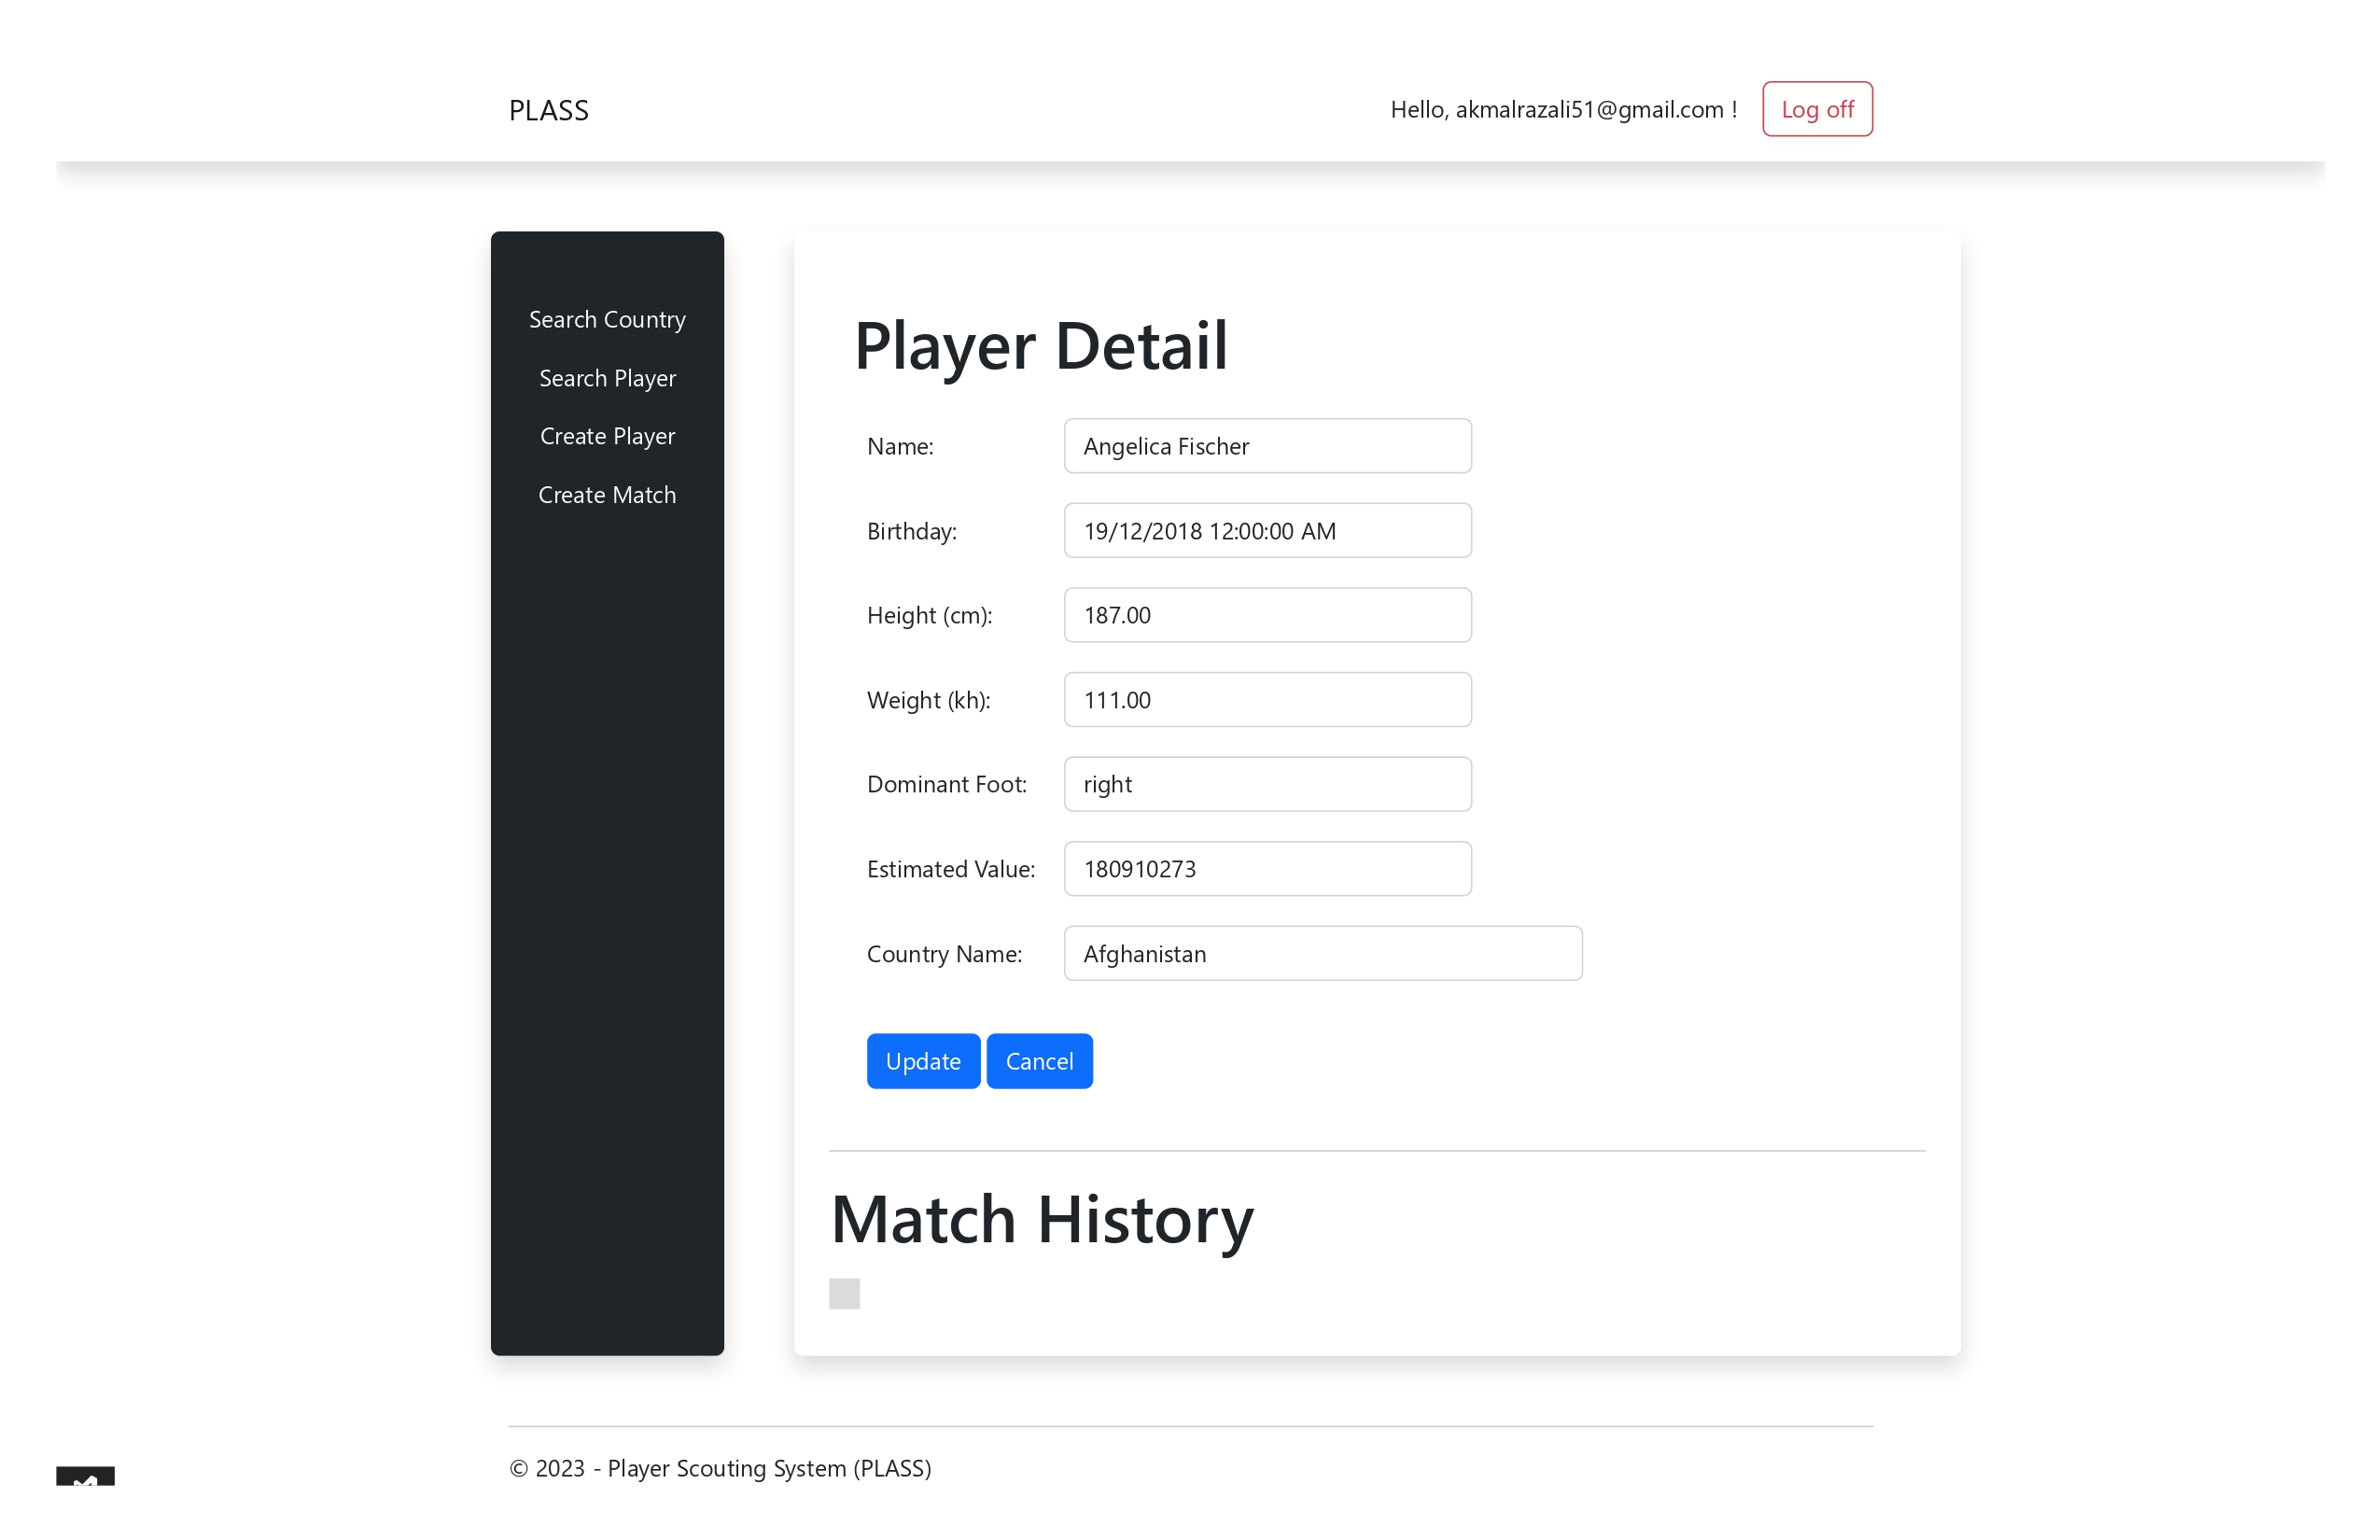 PLASS
Hello, akmalrazali51@gmail.com !
Log off
Search Country
Search Player
Create Player
Create Match
Player Detail
Name: Angelica Fischer
Birthday: 19/12/2018 12:00:00 AM
Height (cm): 187.00
Weight (kh): 111.00
Dominant Foot: right
Estimated Value: 180910273
Country Name: Afghanistan
Update Cancel
Match History
© 2023 - Player Scouting System (PLASS)